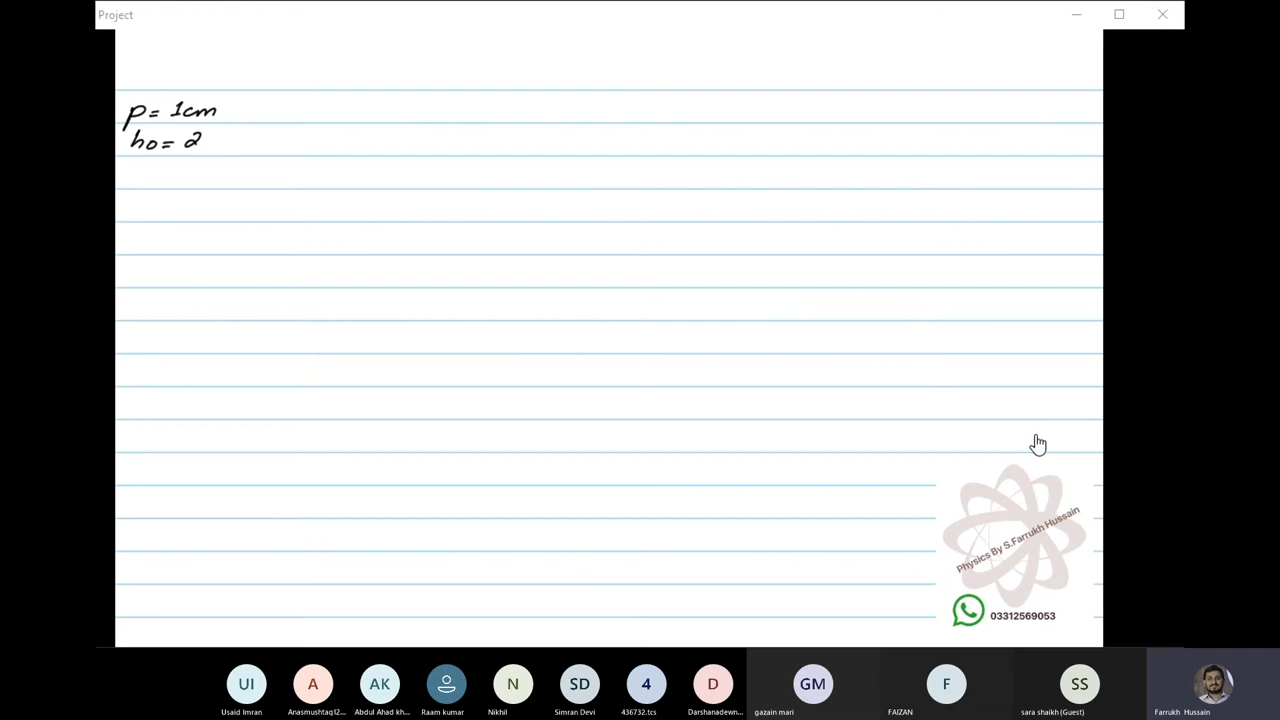 Project
p = 1cm
ho = 2
Physics By S.Farrukh Hussain
03312569053
UI
A
AK
N
SD
4
D
GM
F
SS
Usaid Imran
Anasmushtaq12...
Abdul Ahad kh...
Raam kumar
Nikhil
Simran Devi
436732.tcs
Darshanadewn...
gazain mari
FAIZAN
sara shaikh (Guest)
Farrukh Hussain